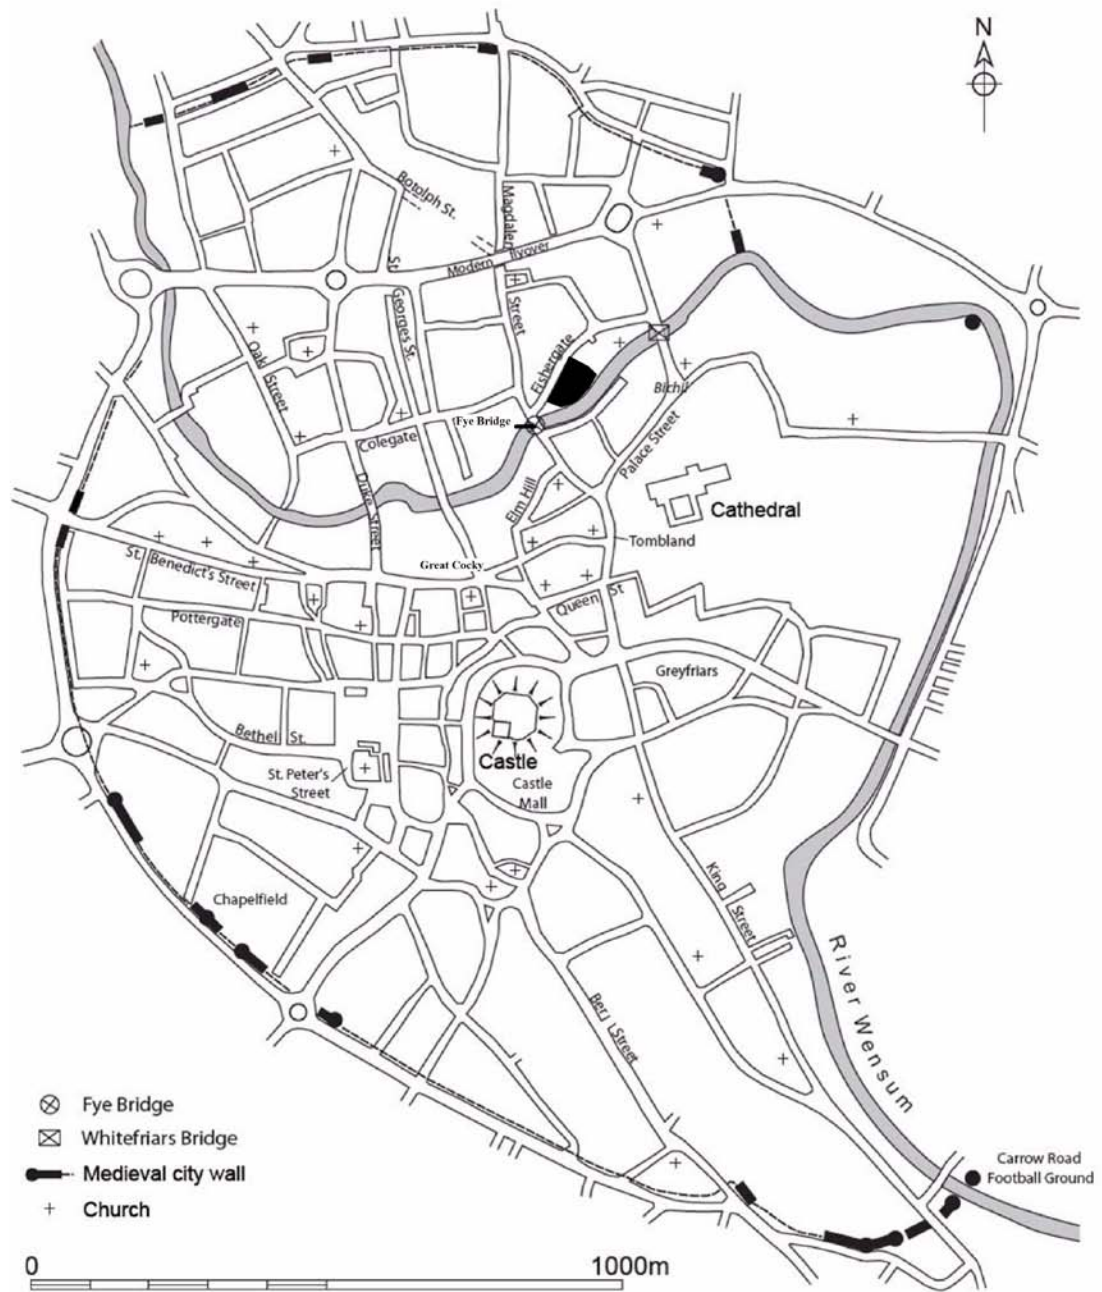 N
Botolph St.
Magdalen
Modern flyover
St.
Georges St.
Street
Fishergate
Oak
Street
Bichil
Fye Bridge
Colegate
Palace Street
Elm Hill
Duke
Street
Cathedral
Tombland
Great Cocky
St. Benedict's Street
Queen St
Pottergate
Greyfriars
Bethel St.
Castle
St. Peter's
Street
Castle
Mall
King
Street
Chapelfield
River Wensum
Street
Fye Bridge
Whitefriars Bridge
Medieval city wall
Church
Carrow Road
Football Ground
0 1000m